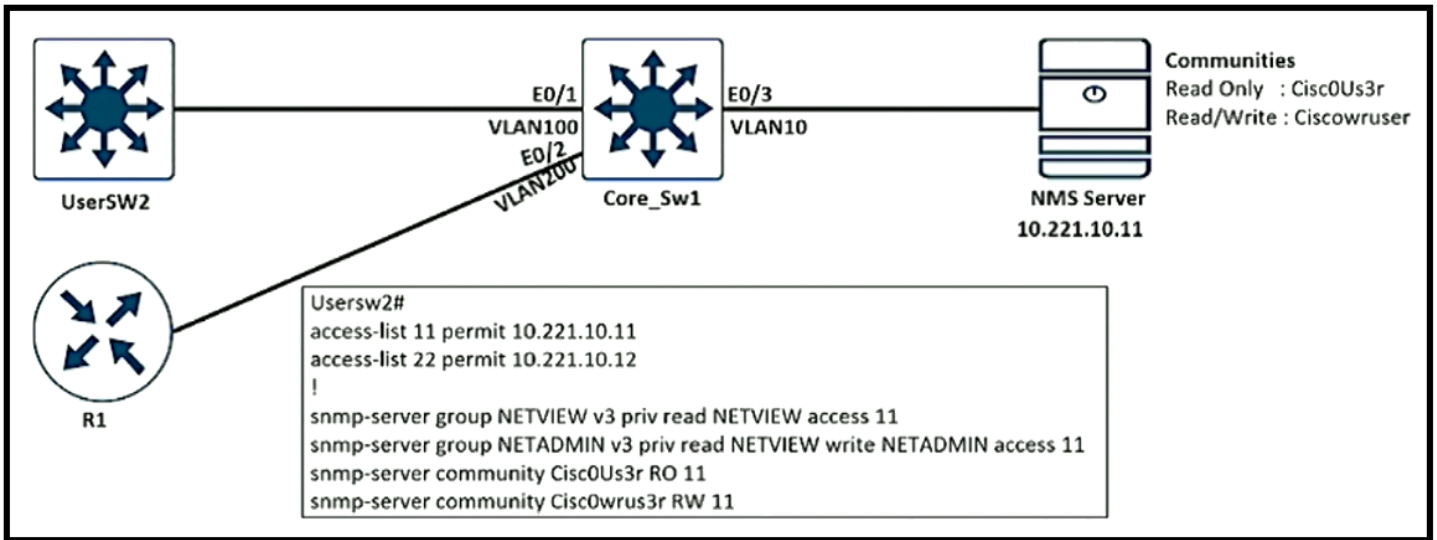 Communities
Read Only : Cisc0Us3r
Read/Write : Ciscowruser
E0/1
E0/3
VLAN100
VLAN10
E0/2
VLAN200
UserSW2
Core_Sw1
NMS Server
10.221.10.11
R1
Usersw2#
access-list 11 permit 10.221.10.11
access-list 22 permit 10.221.10.12
!
snmp-server group NETVIEW v3 priv read NETVIEW access 11
snmp-server group NETADMIN v3 priv read NETVIEW write NETADMIN access 11
snmp-server community Cisc0Us3r RO 11
snmp-server community Cisc0wrus3r RW 11